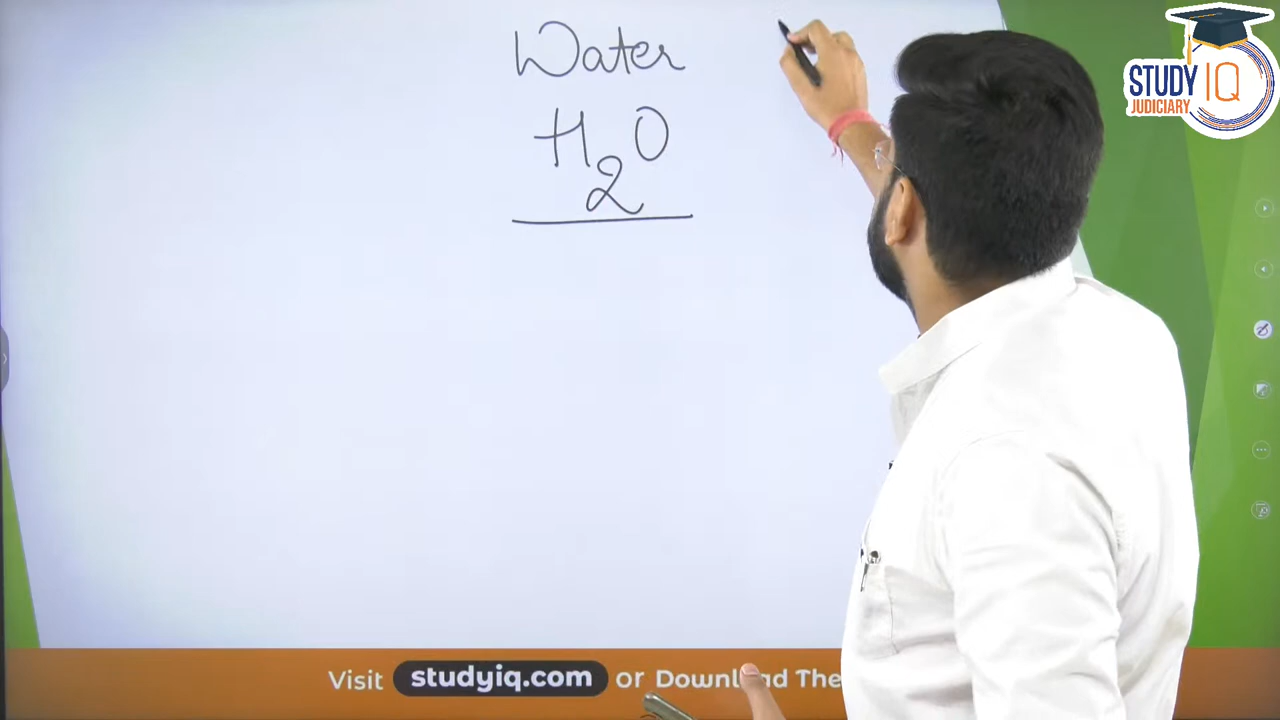 Water
H₂O
STUDY IQ
JUDICIARY
Visit studyiq.com or Download The